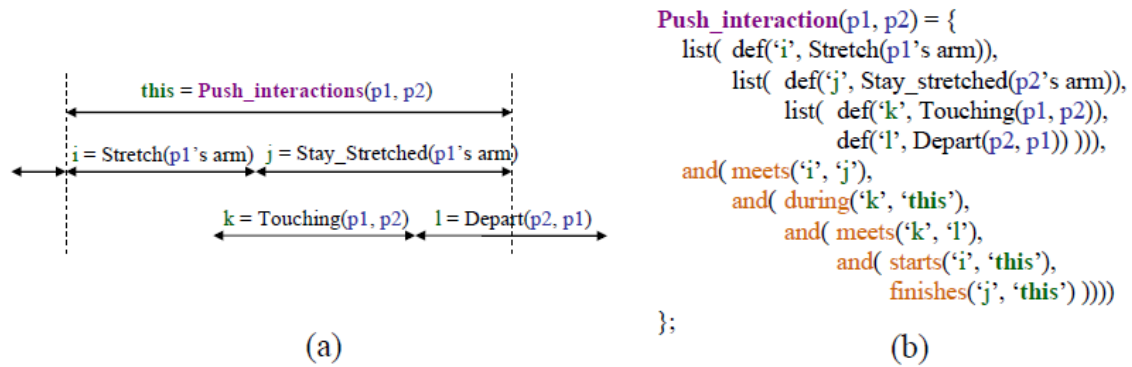 this = Push_interactions(p1, p2)
i = Stretch(p1's arm) j = Stay_Stretched(p1's arm)
k = Touching(p1, p2) l = Depart(p2, p1)
(a)
Push_interaction(p1, p2) = {
list( def(‘i’, Stretch(p1's arm)),
list( def(‘j’, Stay_stretched(p2's arm)),
list( def(‘k’, Touching(p1, p2)),
def(‘l’, Depart(p2, p1)) ))),
and( meets(‘i’, ‘j’),
and( during(‘k’, ‘this’),
and( meets(‘k’, ‘l’),
and( starts(‘i’, ‘this’),
finishes(‘j’, ‘this’) ))))
};
(b)